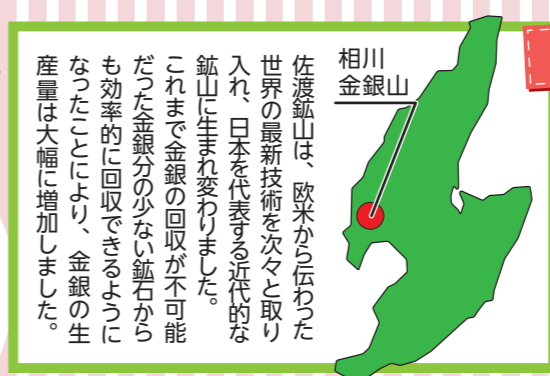 相川
金銀山
佐渡鉱山は、欧米から伝わった
世界の最新技術を次々と取り
入れ、日本を代表する近代的な
鉱山に生まれ変わりました。
これまで金銀の回収が不可能
だった金銀分の少ない鉱石から
も効率的に回収できるように
なったことにより、金銀の生
産量は大幅に増加しました。